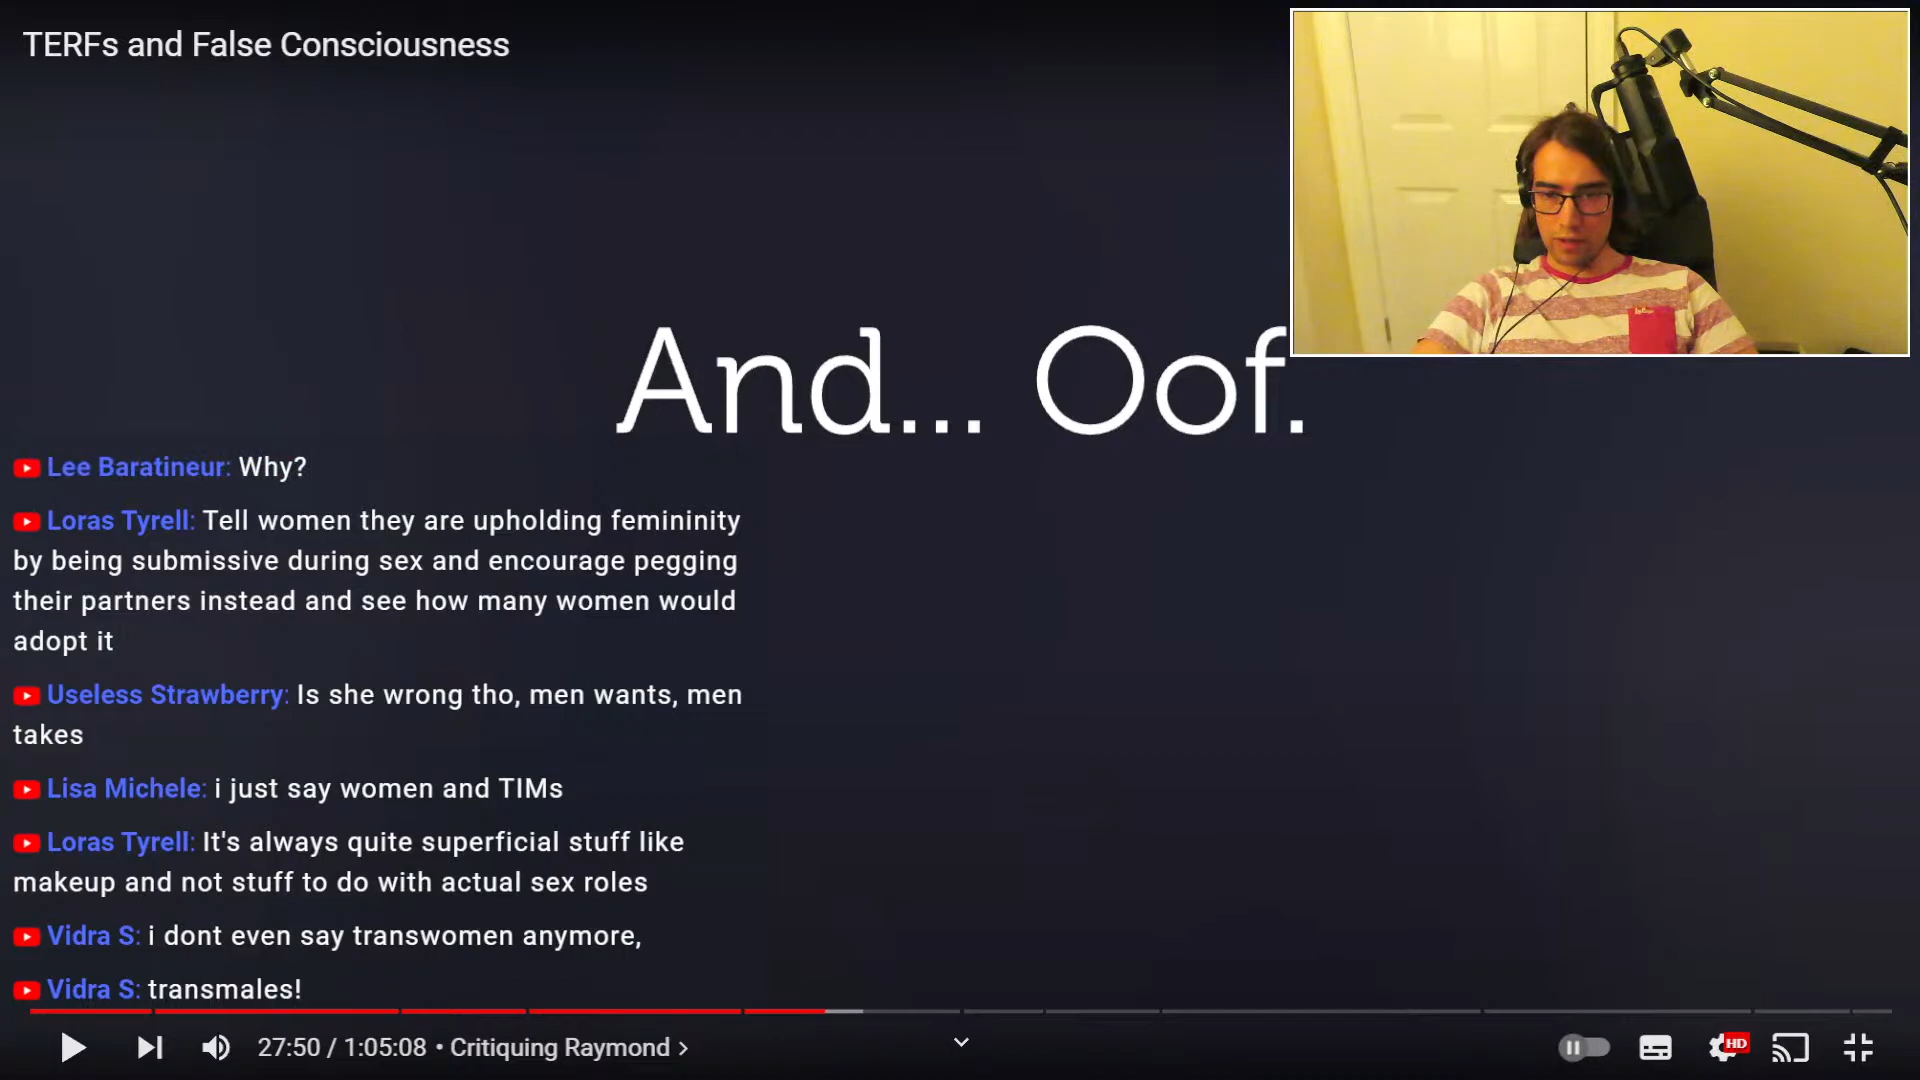 TERFs and False Consciousness
And... Oof.
Lee Baratineur: Why?
Loras Tyrell: Tell women they are upholding femininity
by being submissive during sex and encourage pegging
their partners instead and see how many women would
adopt it
Useless Strawberry: Is she wrong tho, men wants, men
takes
Lisa Michele: i just say women and TIMs
Loras Tyrell: It's always quite superficial stuff like
makeup and not stuff to do with actual sex roles
Vidra S: i dont even say transwomen anymore,
Vidra S: transmales!
27:50 / 1:05:08 • Critiquing Raymond >
HD